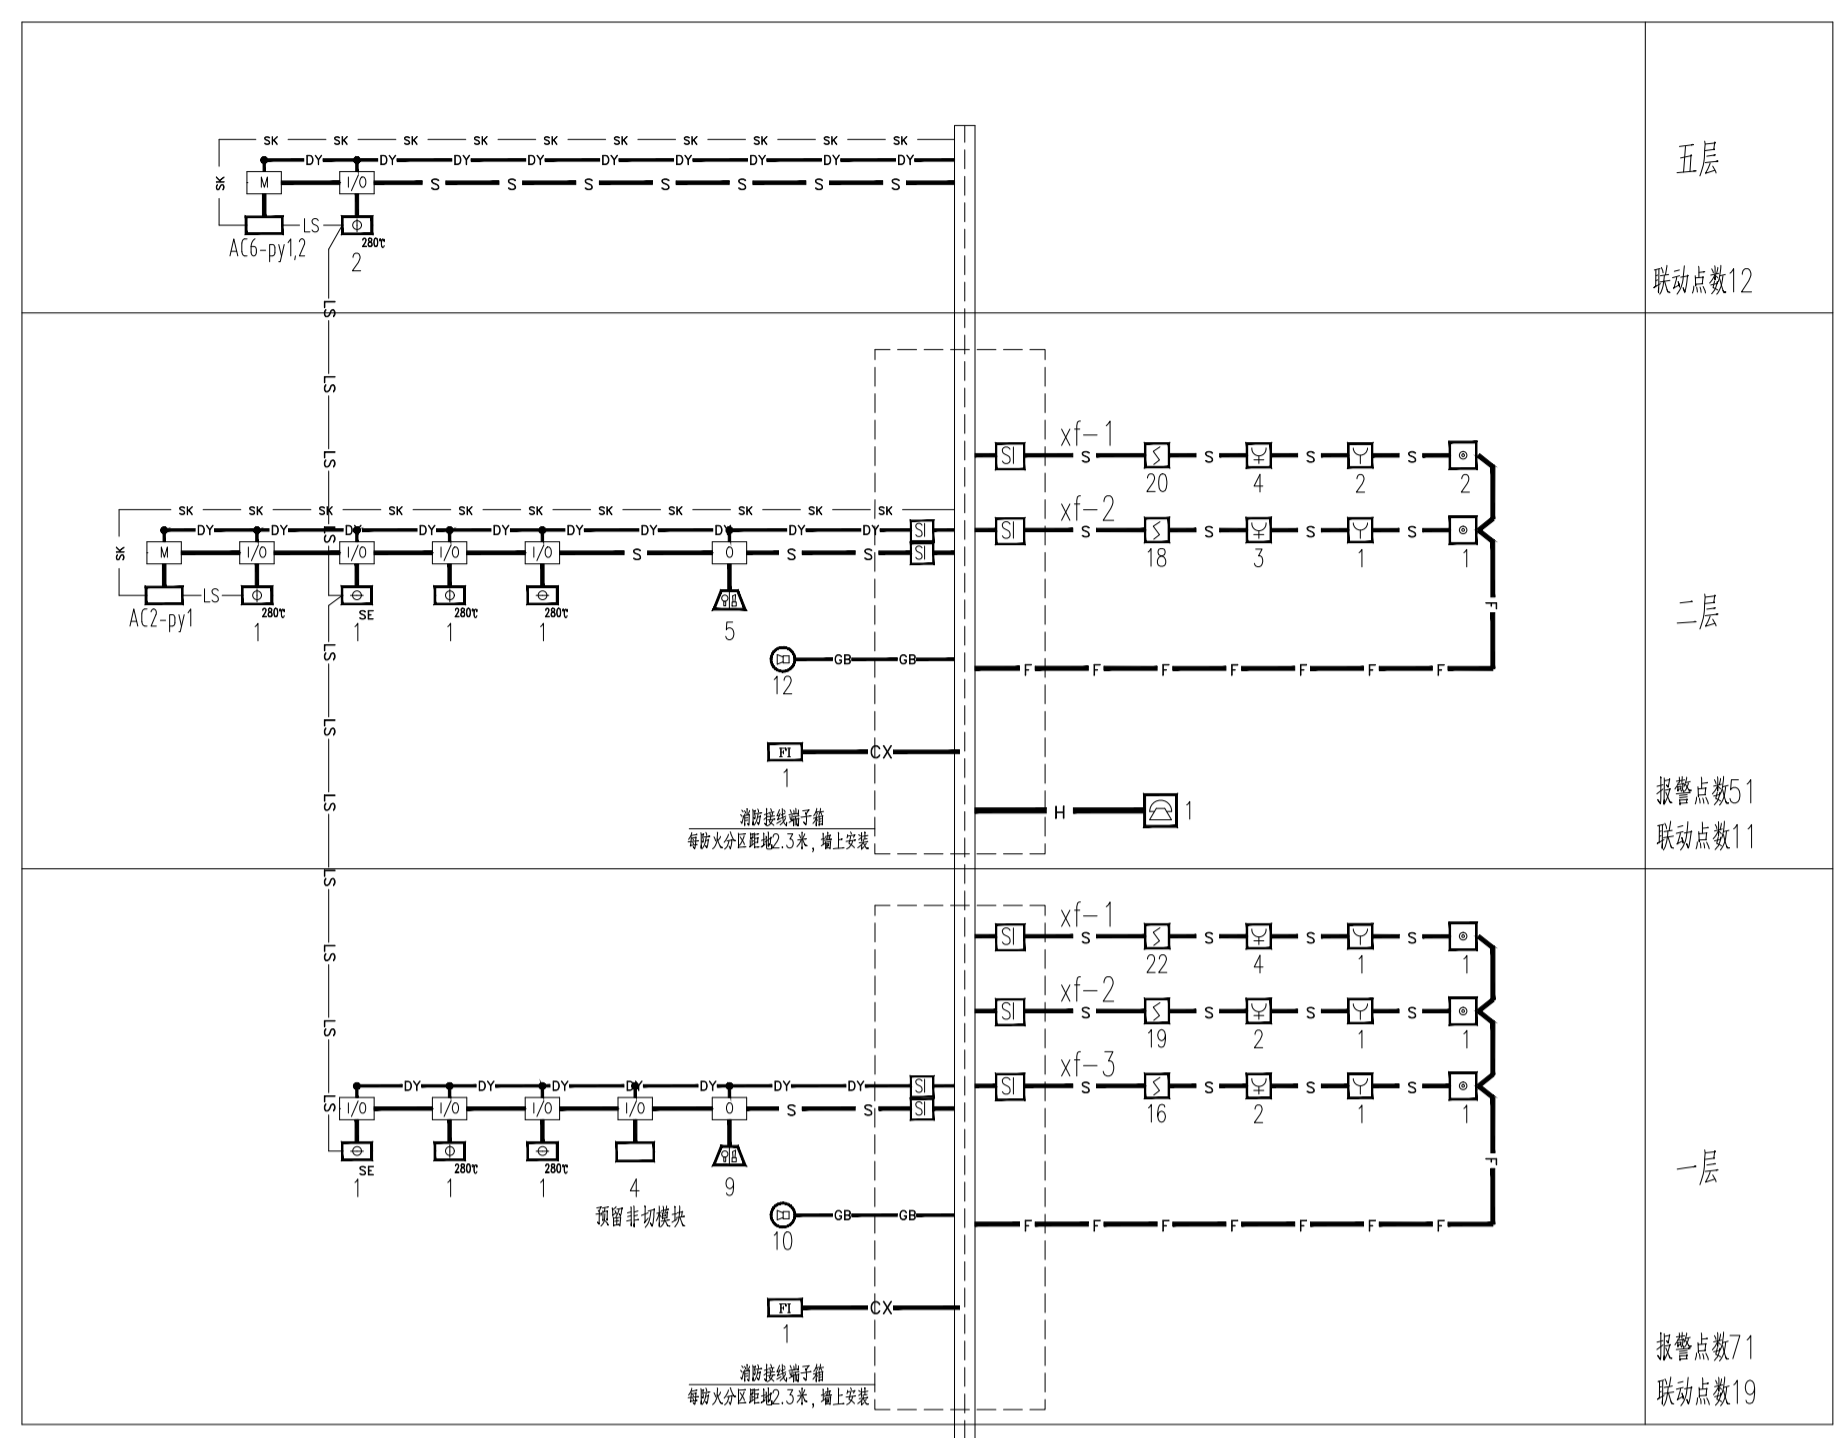 SK SK SK SK SK SK SK SK SK SK
DY DY DY DY DY DY DY DY DY
五层
SK
M I/O S S S S S S S
LS
AC6-py1,2
280℃
2
联动点数12
LS
LS
xf-1
LS
SI S S S S
20 4 2 2
xf-2
SK SK SK SK SK SK SK SK SK SK SK
DY DY DY DY DY DY DY DY DY SI
SI S S S S
LS
SK
M I/O I/O I/O I/O S O S S SI
18 3 1 1
LS
AC2-py1
280℃ SE 280℃ 280℃
1 1 1 1 5
F
二层
LS
GB GB
12
F F F F F F F
LS
FI CX
1
报警点数51
LS
H 1
消防接线端子箱
每防火分区距地2.3米,墙上安装
联动点数11
LS
xf-1
SI S S S S
LS
22 4 1 1
xf-2
SI S S S S
LS
19 2 1 1
xf-3
DY DY DY DY DY DY DY SI
SI S S S S
LS
I/O I/O I/O I/O O S S SI
16 2 1 1
SE 280℃ 280℃
1 1 1 4 9
F
一层
预留非切模块
GB GB
10
F F F F F F F
FI CX
1
报警点数71
消防接线端子箱
每防火分区距地2.3米,墙上安装
联动点数19